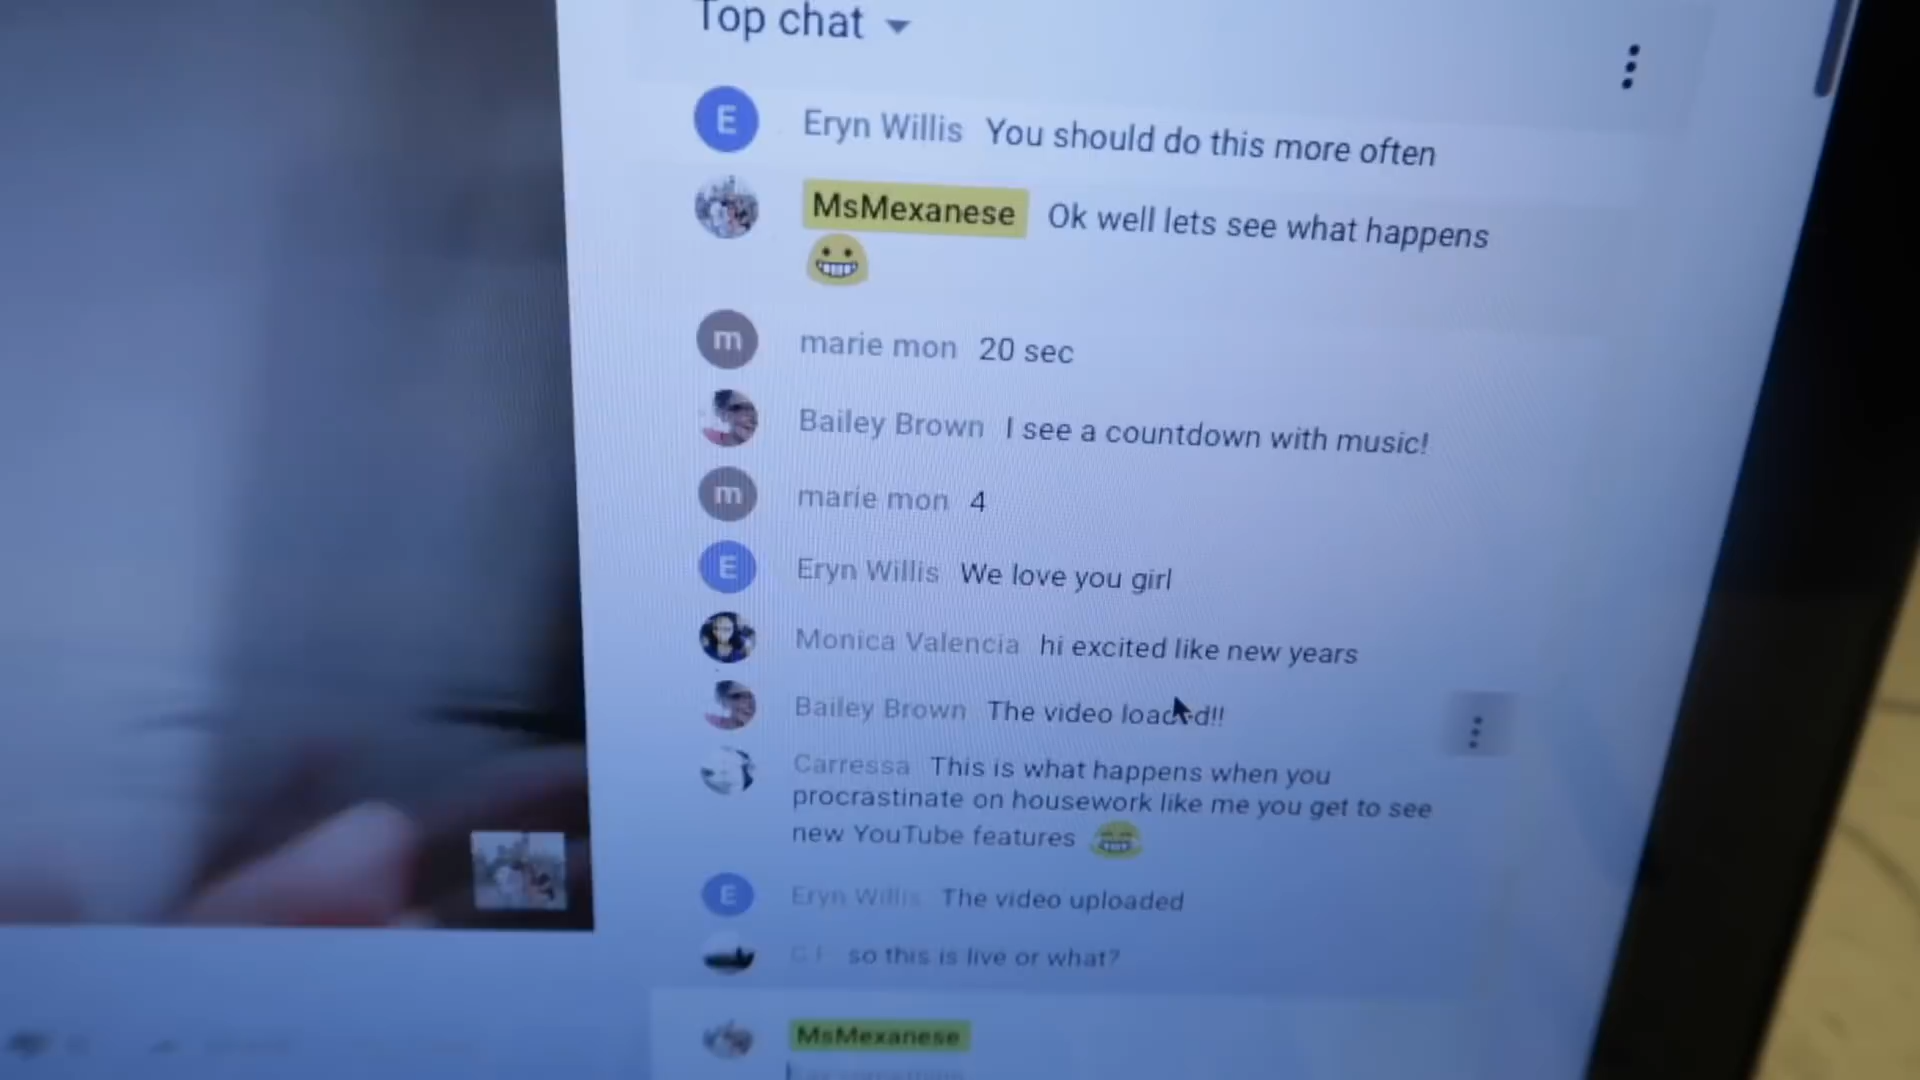 Top chat
E Eryn Willis You should do this more often
MsMexanese Ok well lets see what happens
m marie mon 20 sec
Bailey Brown I see a countdown with music!
m marie mon 4
E Eryn Willis We love you girl
Monica Valencia hi excited like new years
Bailey Brown The video loaded!!
Carressa This is what happens when you
procrastinate on housework like me you get to see
new YouTube features
E Eryn Willis The video uploaded
so this is live or what?
MsMexanese